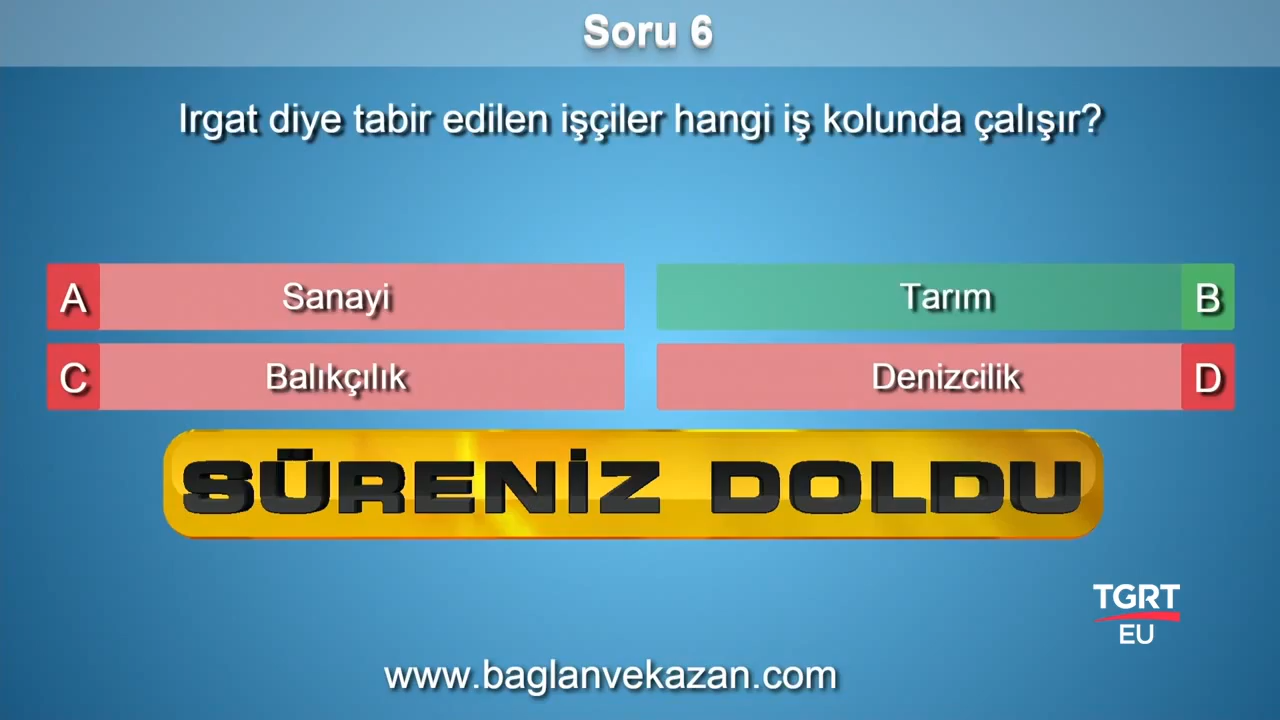 Soru 6
Irgat diye tabir edilen işçiler hangi iş kolunda çalışır?
A Sanayi
Tarım B
C Balıkçılık
Denizcilik D
SÜRENİZ DOLDU
TGRT
EU
www.baglanvekazan.com